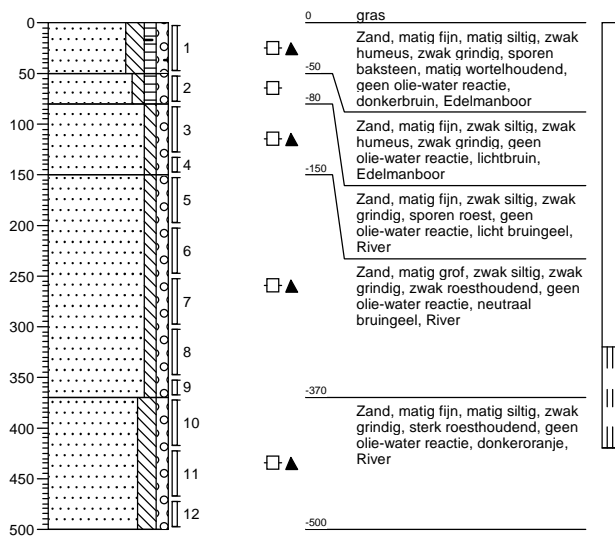 0
50
100
150
200
250
300
350
400
450
500
1
2
3
4
5
6
7
8
9
10
11
12
0 gras
Zand, matig fijn, matig siltig, zwak
humeus, zwak grindig, sporen
baksteen, matig wortelhoudend,
geen olie-water reactie,
donkerbruin, Edelmanboor
-50
Zand, matig fijn, zwak siltig, zwak
humeus, zwak grindig, geen
olie-water reactie, lichtbruin,
Edelmanboor
-80
Zand, matig fijn, zwak siltig, zwak
grindig, sporen roest, geen
olie-water reactie, licht bruingeel,
River
-150
Zand, matig grof, zwak siltig, zwak
grindig, zwak roesthoudend, geen
olie-water reactie, neutraal
bruingeel, River
-370
Zand, matig fijn, matig siltig, zwak
grindig, sterk roesthoudend, geen
olie-water reactie, donkeroranje,
River
-500